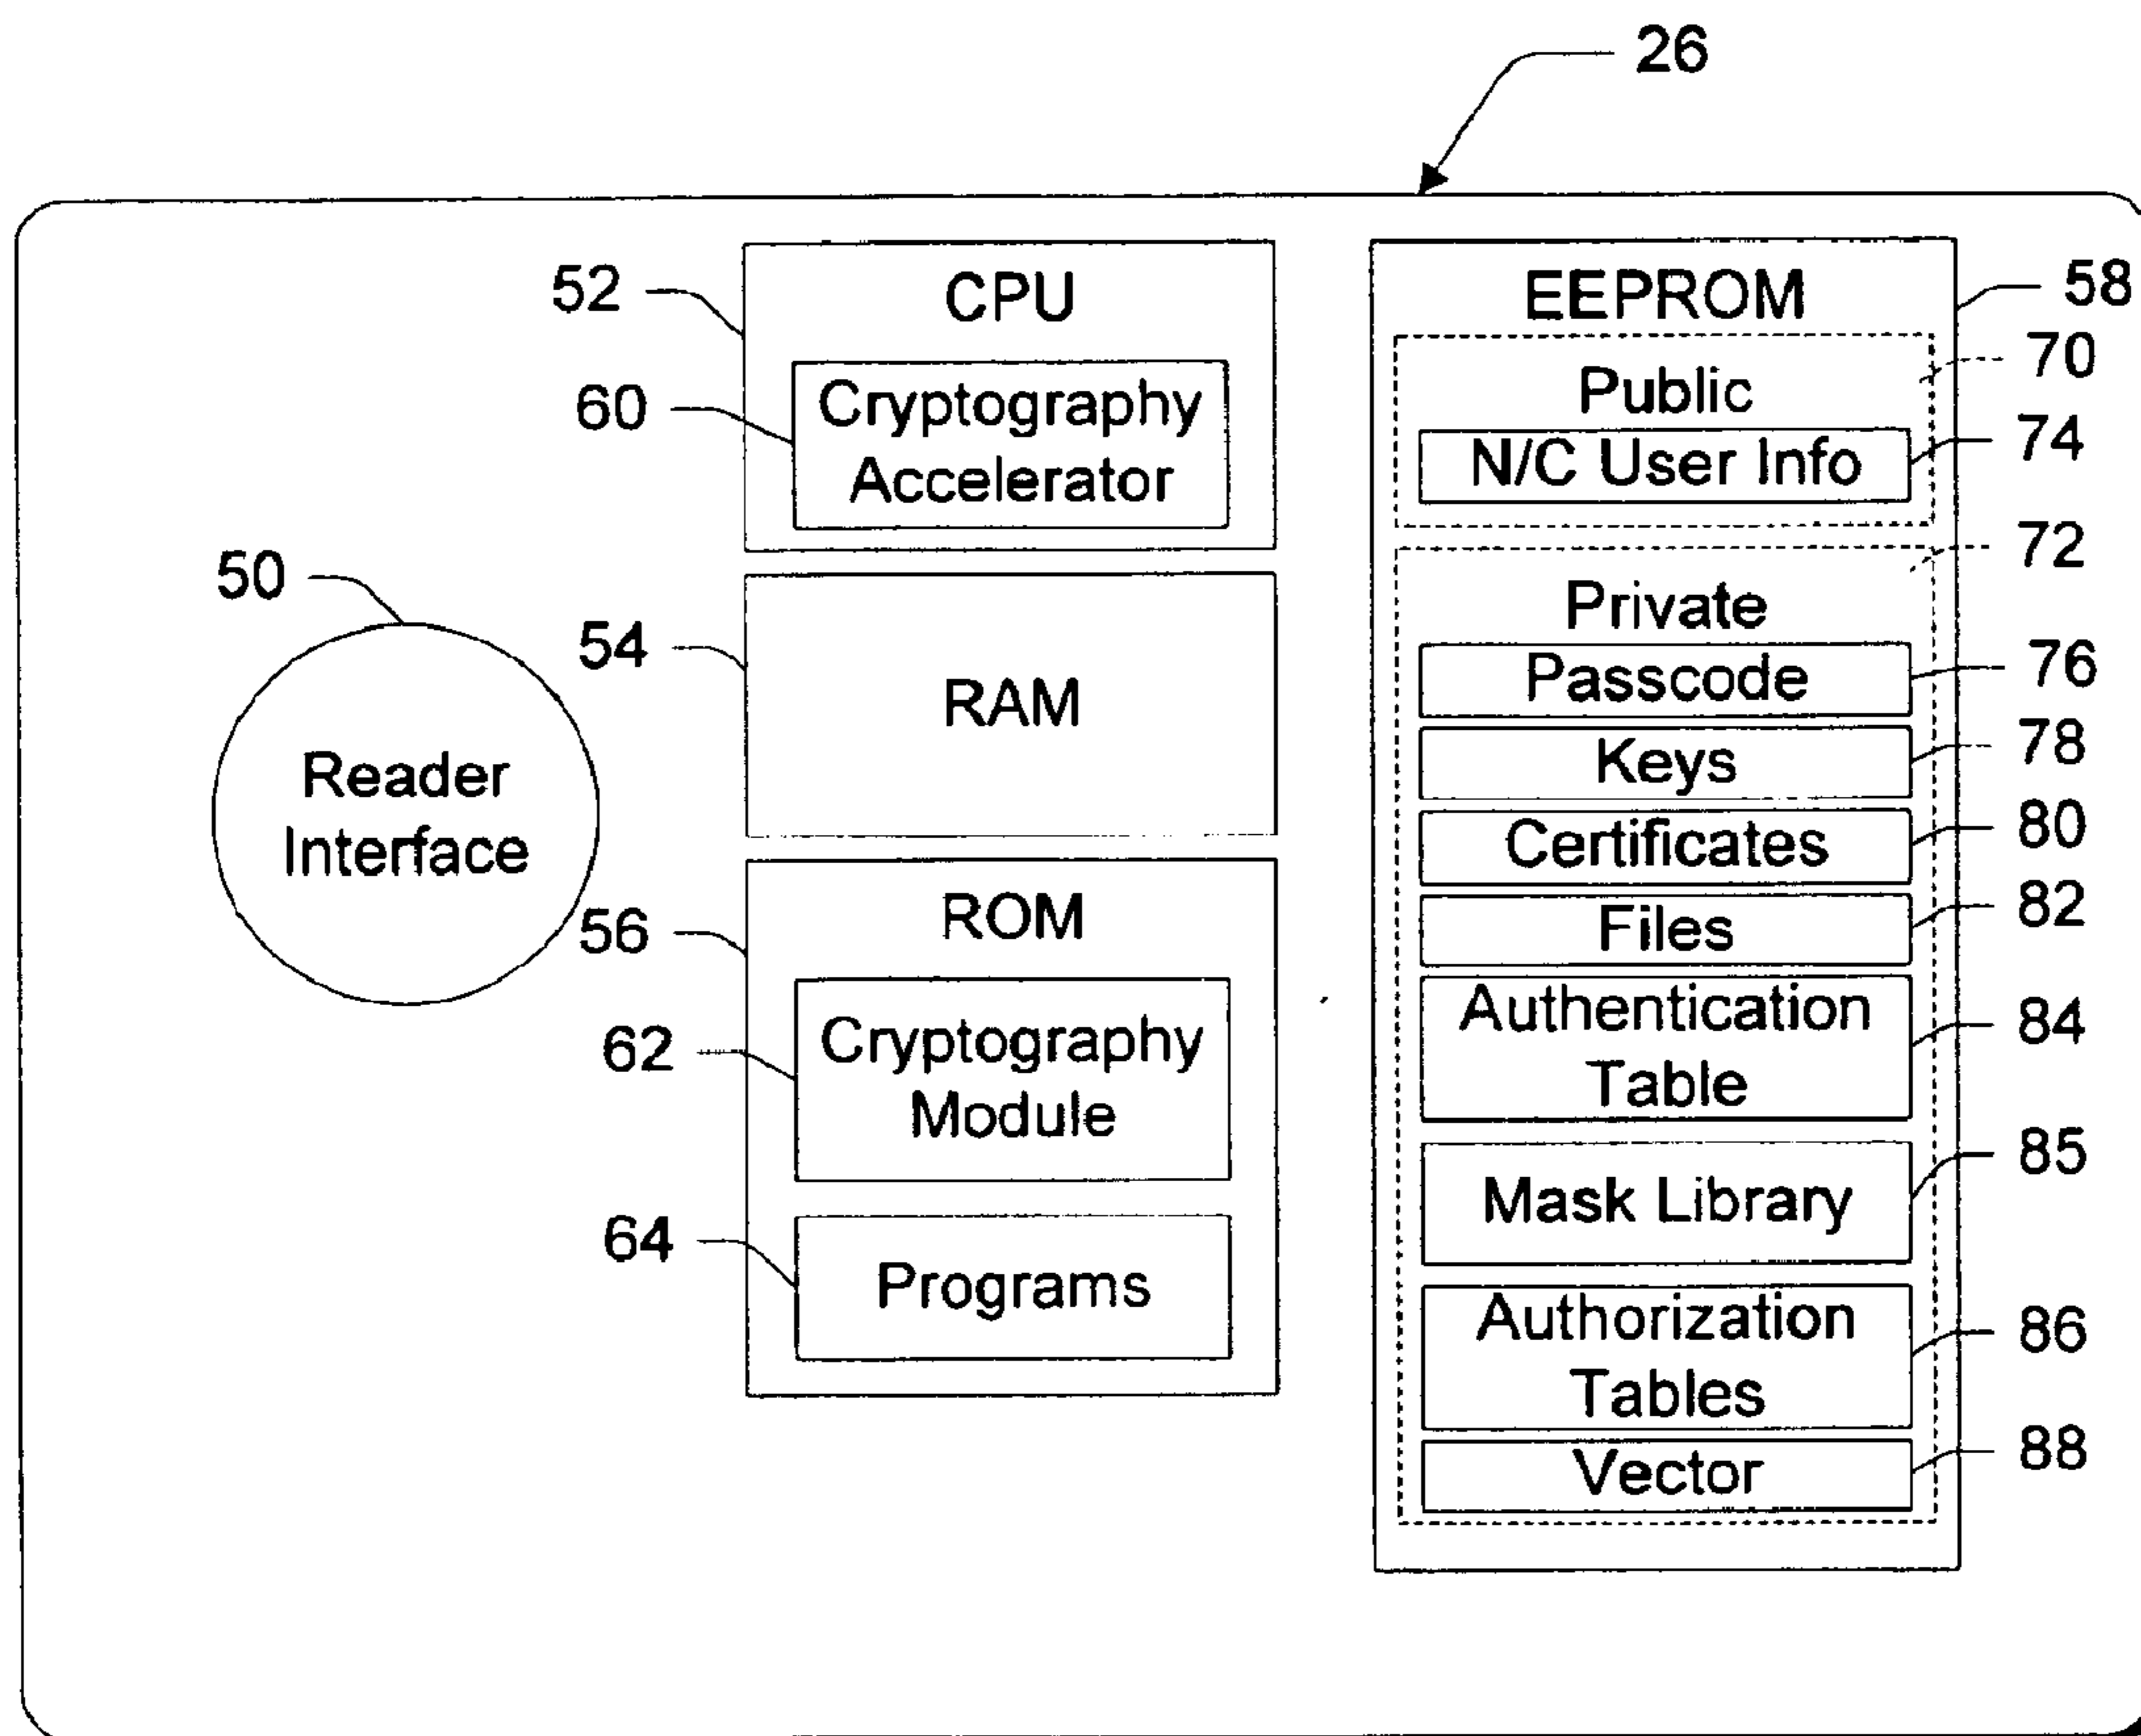 26
52
CPU
60
Cryptography
Accelerator
50
Reader
Interface
54
RAM
56
ROM
62
Cryptography
Module
64
Programs
EEPROM
58
Public
70
N/C User Info
74
72
Private
Passcode
76
Keys
78
Certificates
80
Files
82
Authentication
Table
84
Mask Library
85
Authorization
Tables
86
Vector
88